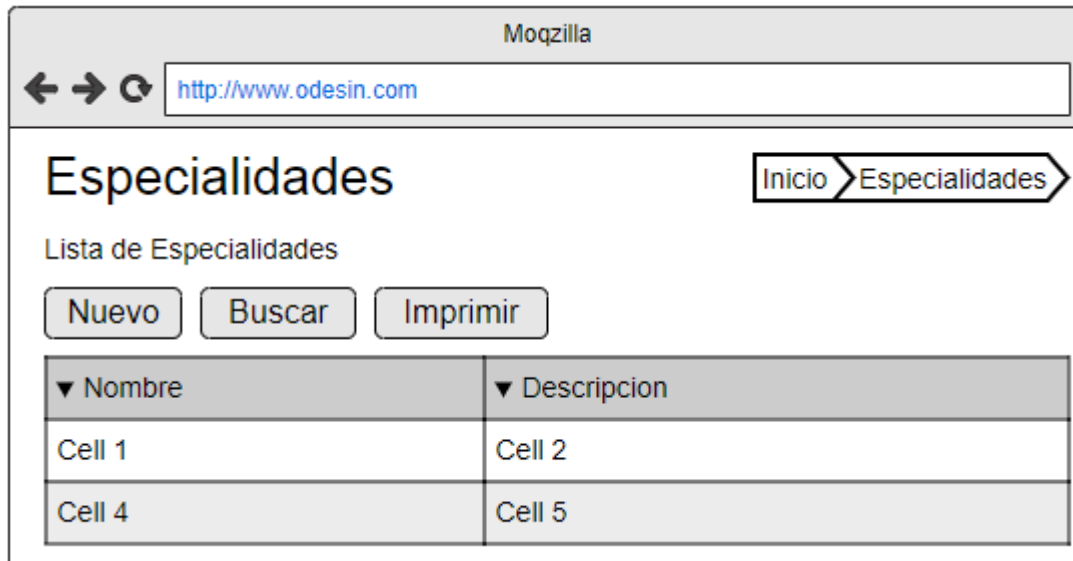 Moqzilla
http://www.odesin.com
Especialidades
Inicio Especialidades
Lista de Especialidades
Nuevo Buscar Imprimir
Nombre Descripcion
Cell 1 Cell 2
Cell 4 Cell 5